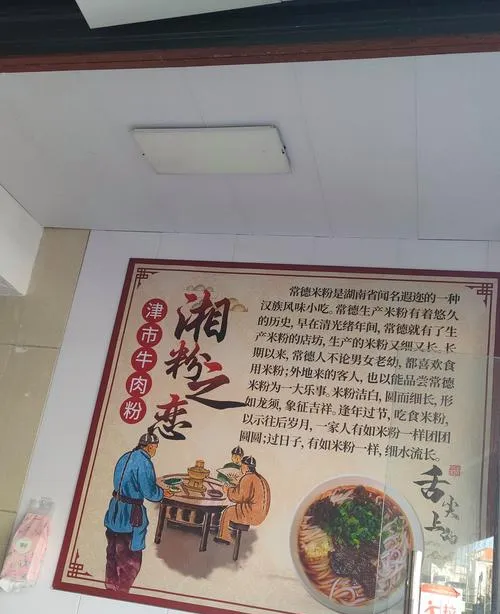 津市牛肉粉
湘粉之恋
常德米粉是湖南省闻名遐迩的一种
汉族风味小吃。常德生产米粉有着悠久
的历史,早在清光绪年间,常德就有了生
产米粉的店坊,生产的米粉又细又长。长
期以来,常德人不论男女老幼,都喜欢食
用米粉;外地来的客人,也以能品尝常德
米粉为一大乐事。米粉洁白,圆而细长,形
如龙须,象征吉祥。逢年过节,吃食米粉,
以示往后岁月,一家人有如米粉一样团团
圆圆;过日子,有如米粉一样,细水流长。
舌尖上的